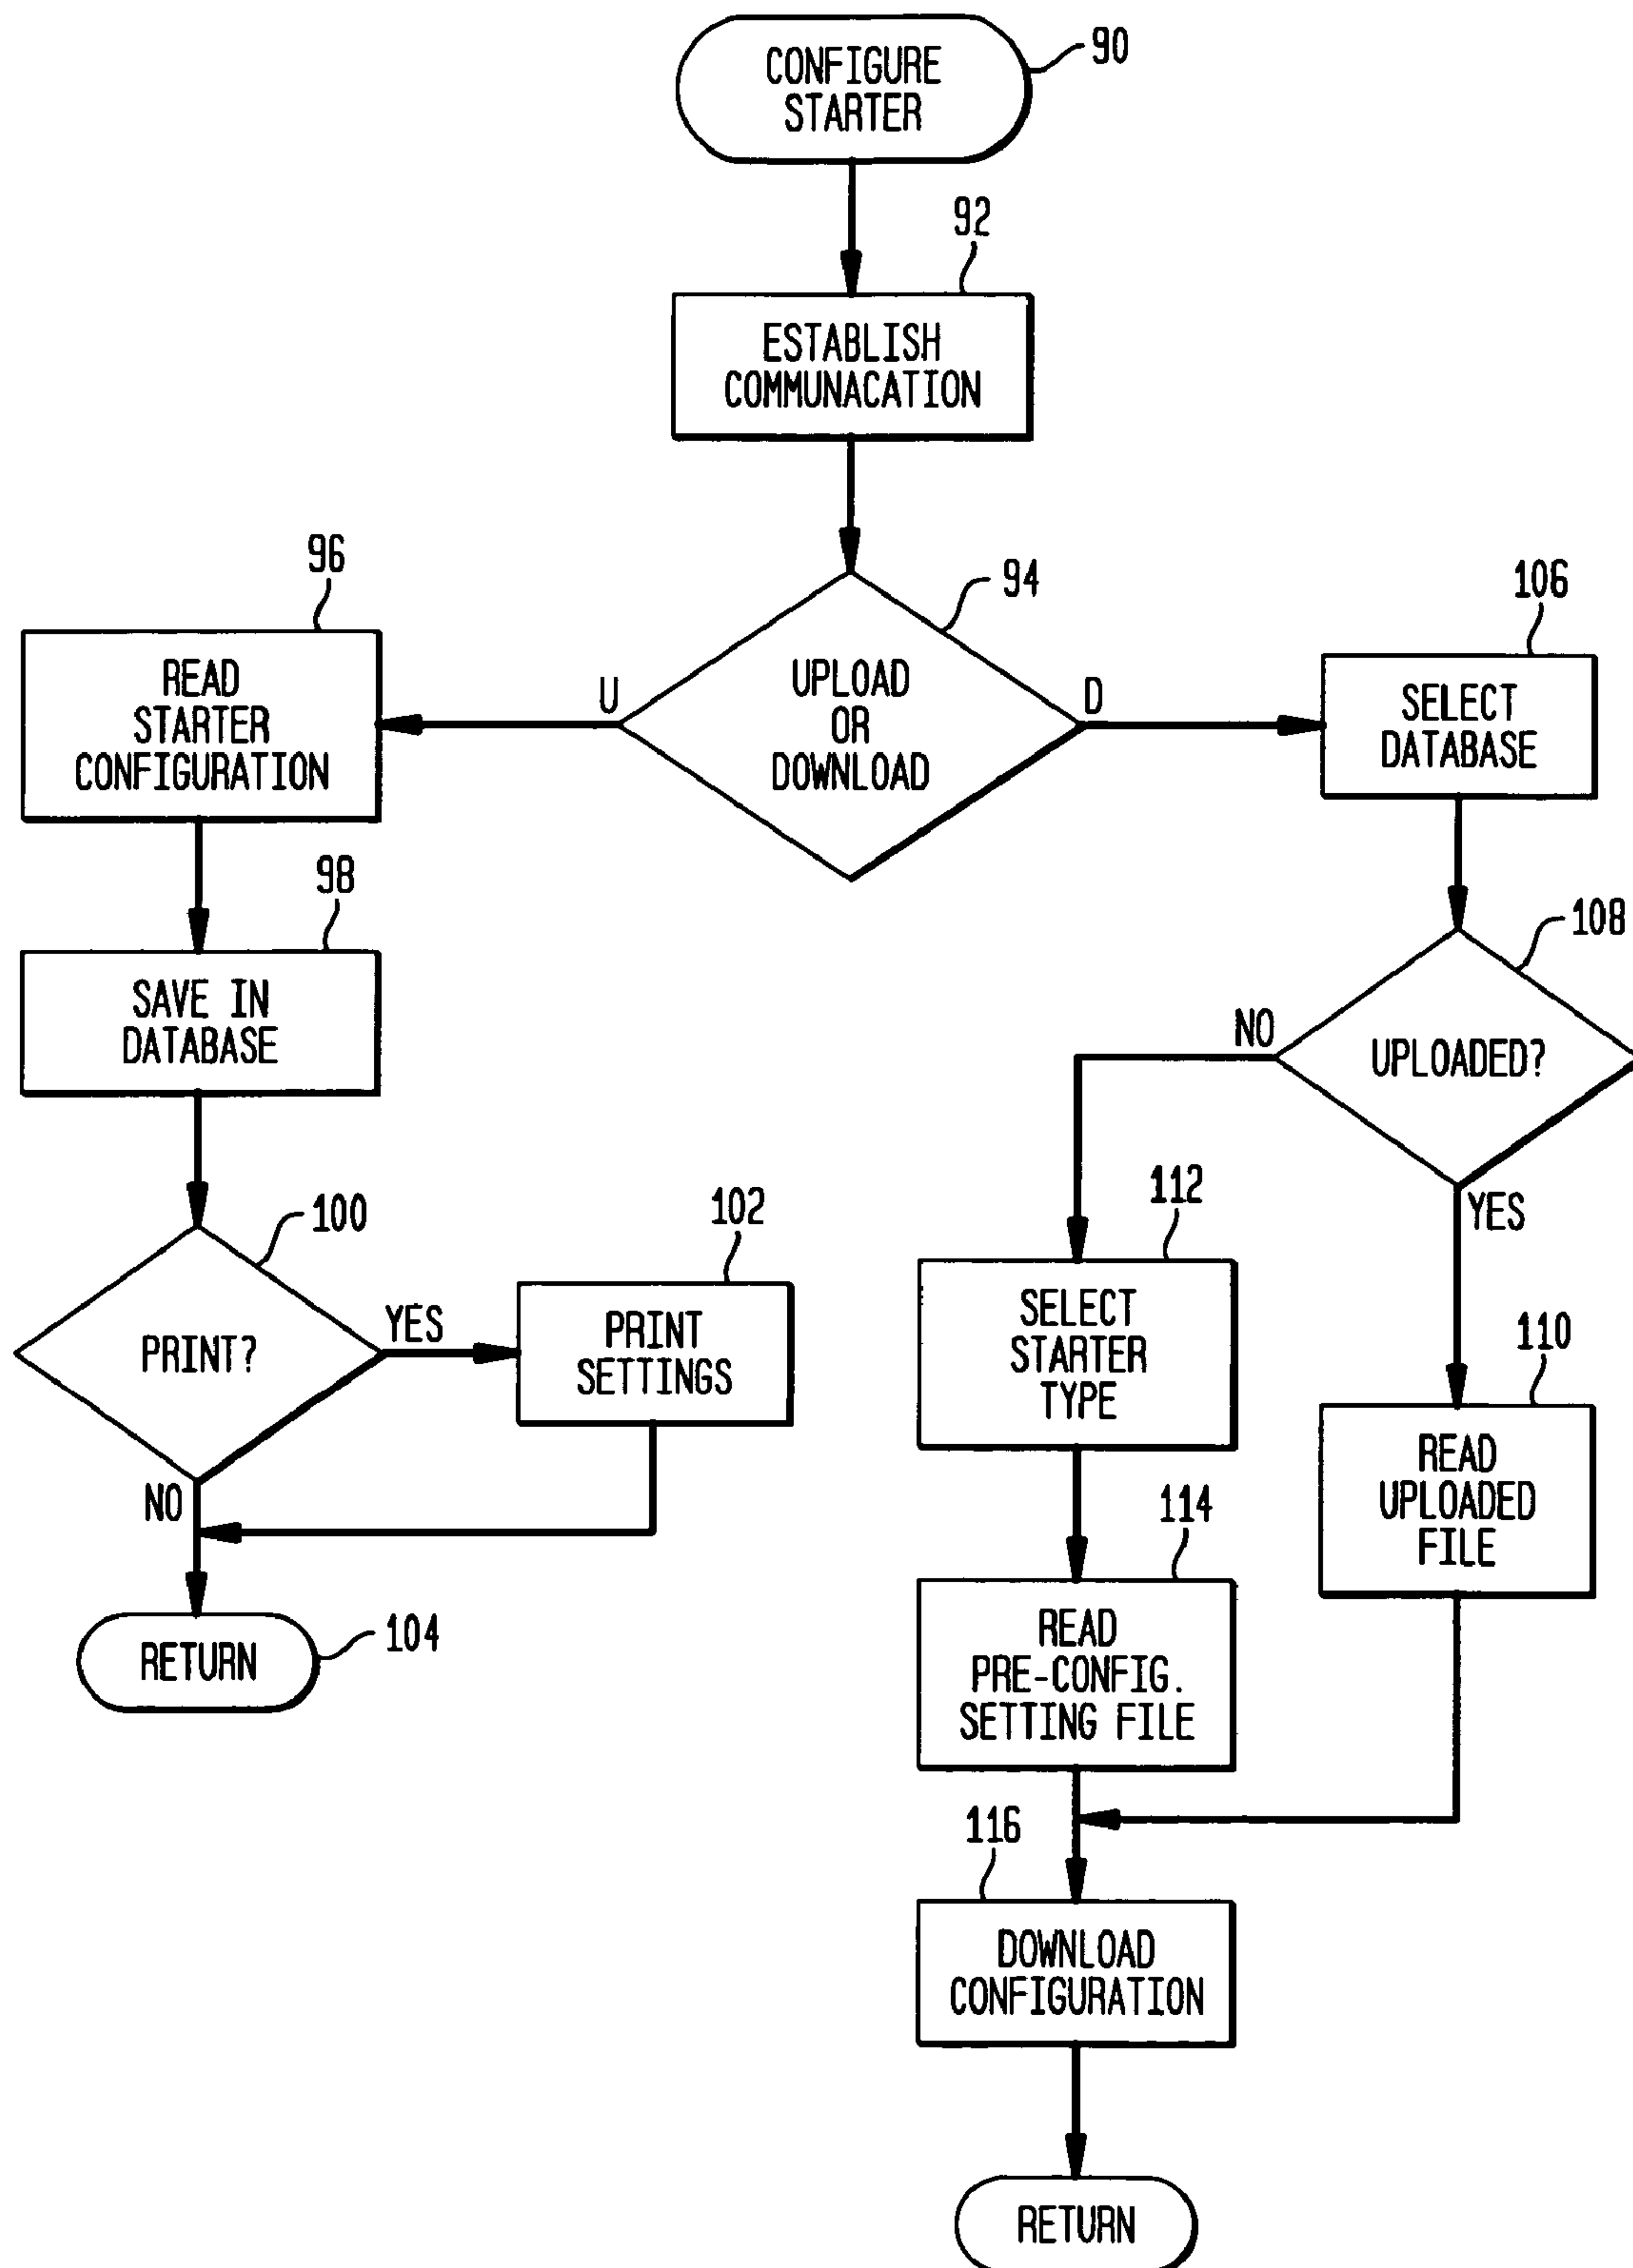 CONFIGURE
STARTER
90
92
ESTABLISH
COMMUNACATION
94
UPLOAD
OR
DOWNLOAD
U
D
96
READ
STARTER
CONFIGURATION
98
SAVE IN
DATABASE
100
PRINT?
YES
NO
102
PRINT
SETTINGS
104
RETURN
106
SELECT
DATABASE
108
UPLOADED?
NO
YES
112
SELECT
STARTER
TYPE
110
READ
UPLOADED
FILE
114
READ
PRE-CONFIG.
SETTING FILE
116
DOWNLOAD
CONFIGURATION
RETURN